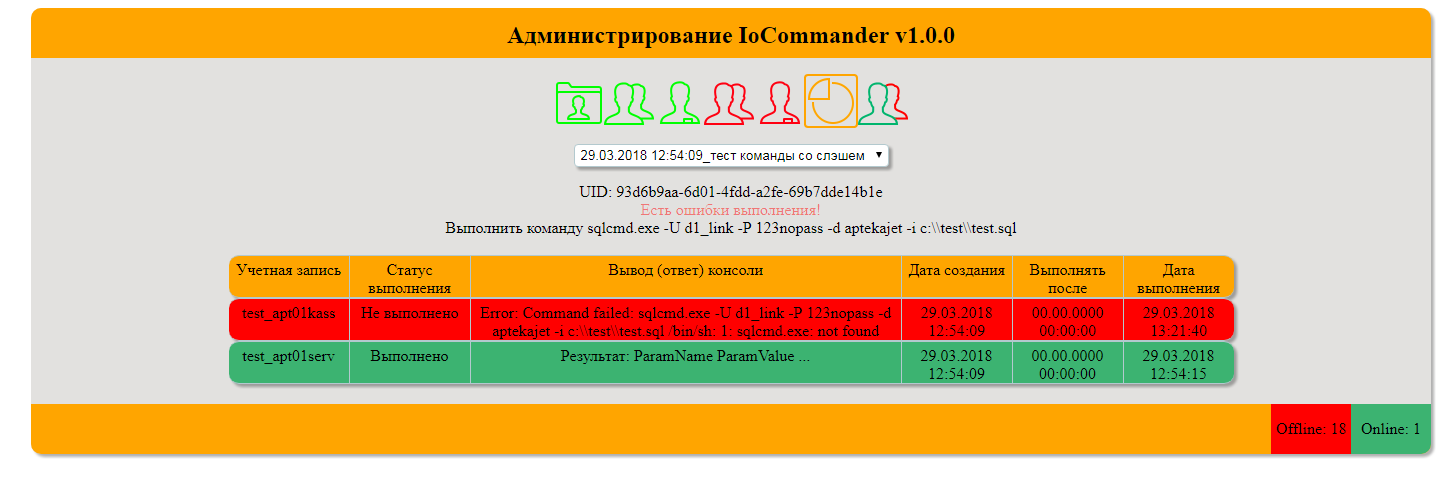 Администрирование IoCommander v1.0.0
29.03.2018 12:54:09_тест команды со слэшем
UID: 93d6b9aa-6d01-4fdd-a2fe-69b7dde14b1e
Есть ошибки выполнения!
Выполнить команду sqlcmd.exe -U d1_link -P 123nopass -d aptekajet -i c:\\test\\test.sql
Учетная запись Статус Вывод (ответ) консоли Дата создания Выполнять Дата
выполнения после выполнения
test_apt01kass Не выполнено Error: Command failed: sqlcmd.exe -U d1_link -P 123nopass -d 29.03.2018 00.00.0000 29.03.2018
aptekajet -i c:\\test\\test.sql /bin/sh: 1: sqlcmd.exe: not found 12:54:09 00:00:00 13:21:40
test_apt01serv Выполнено Результат: ParamName ParamValue ... 29.03.2018 00.00.0000 29.03.2018
12:54:09 00:00:00 12:54:15
Offline: 18 Online: 1